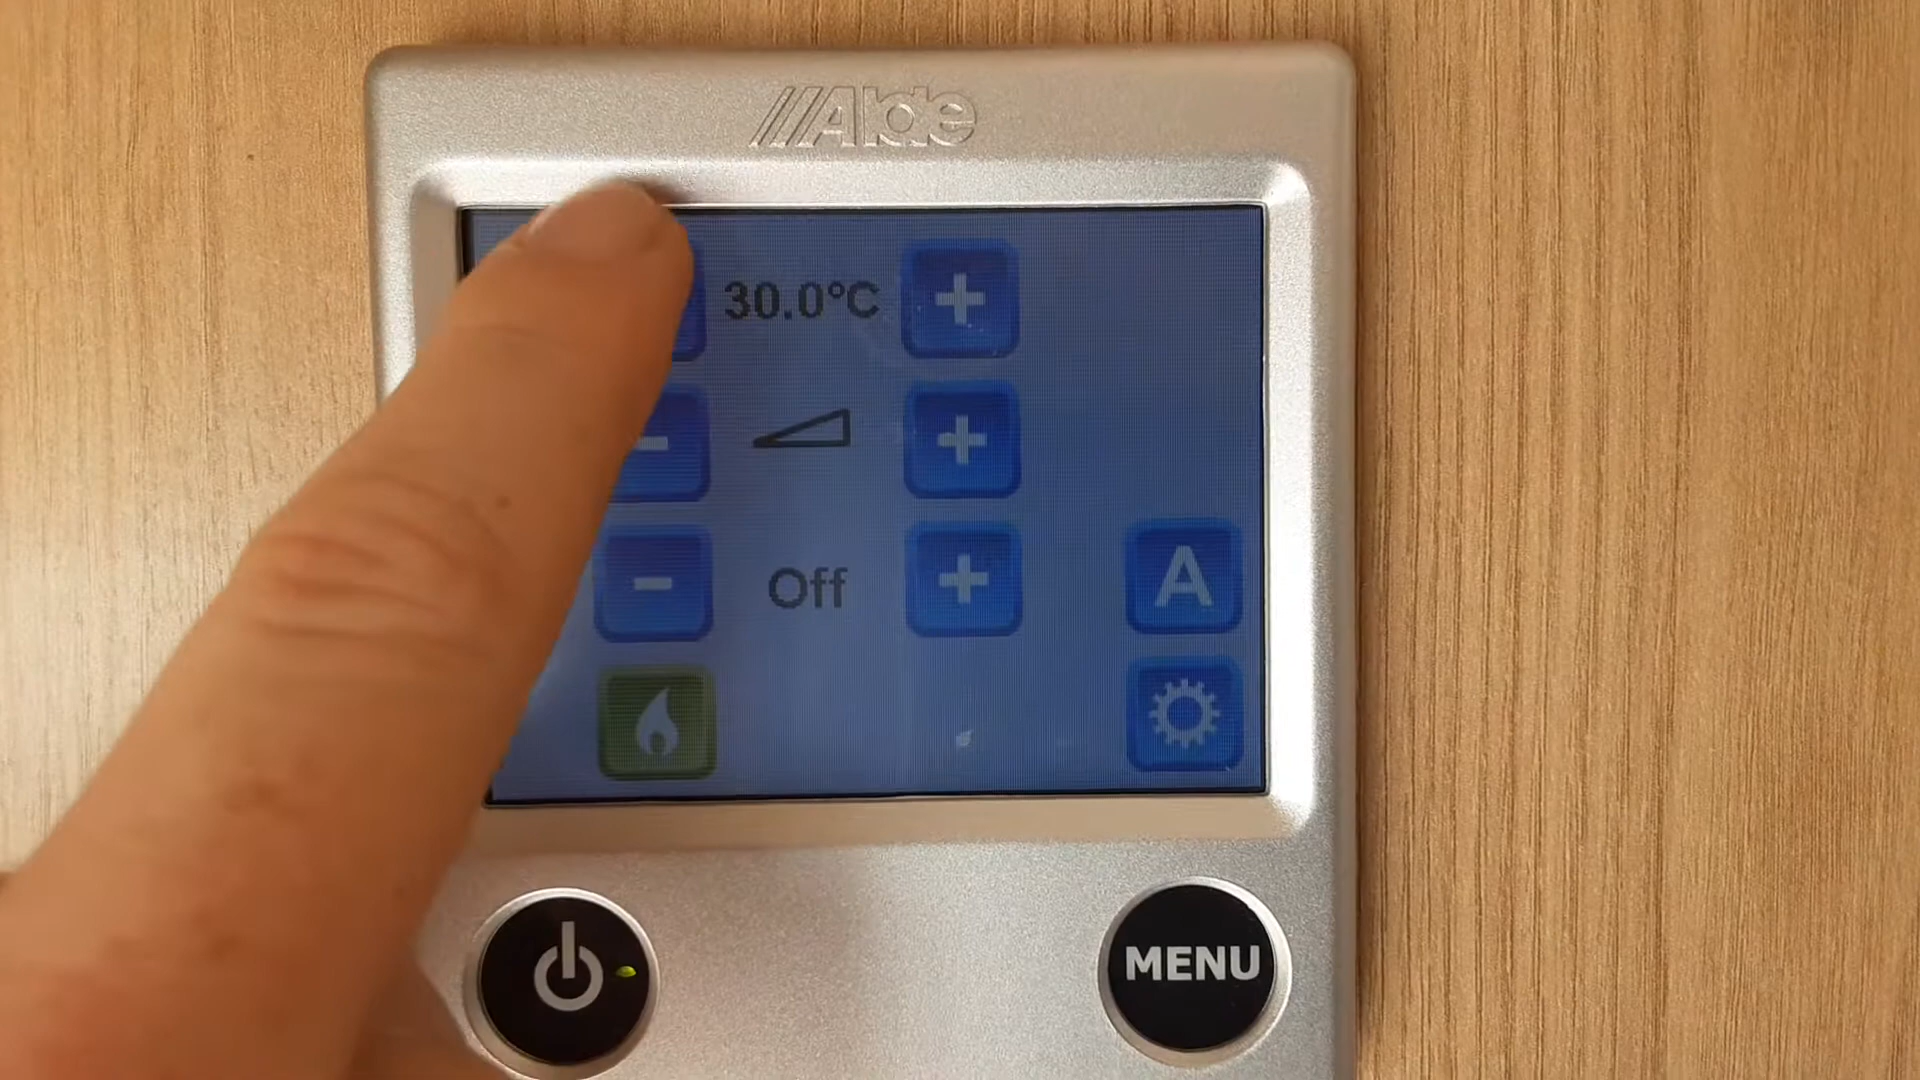 Alde
30.0°C +
- +
- Off + A
MENU